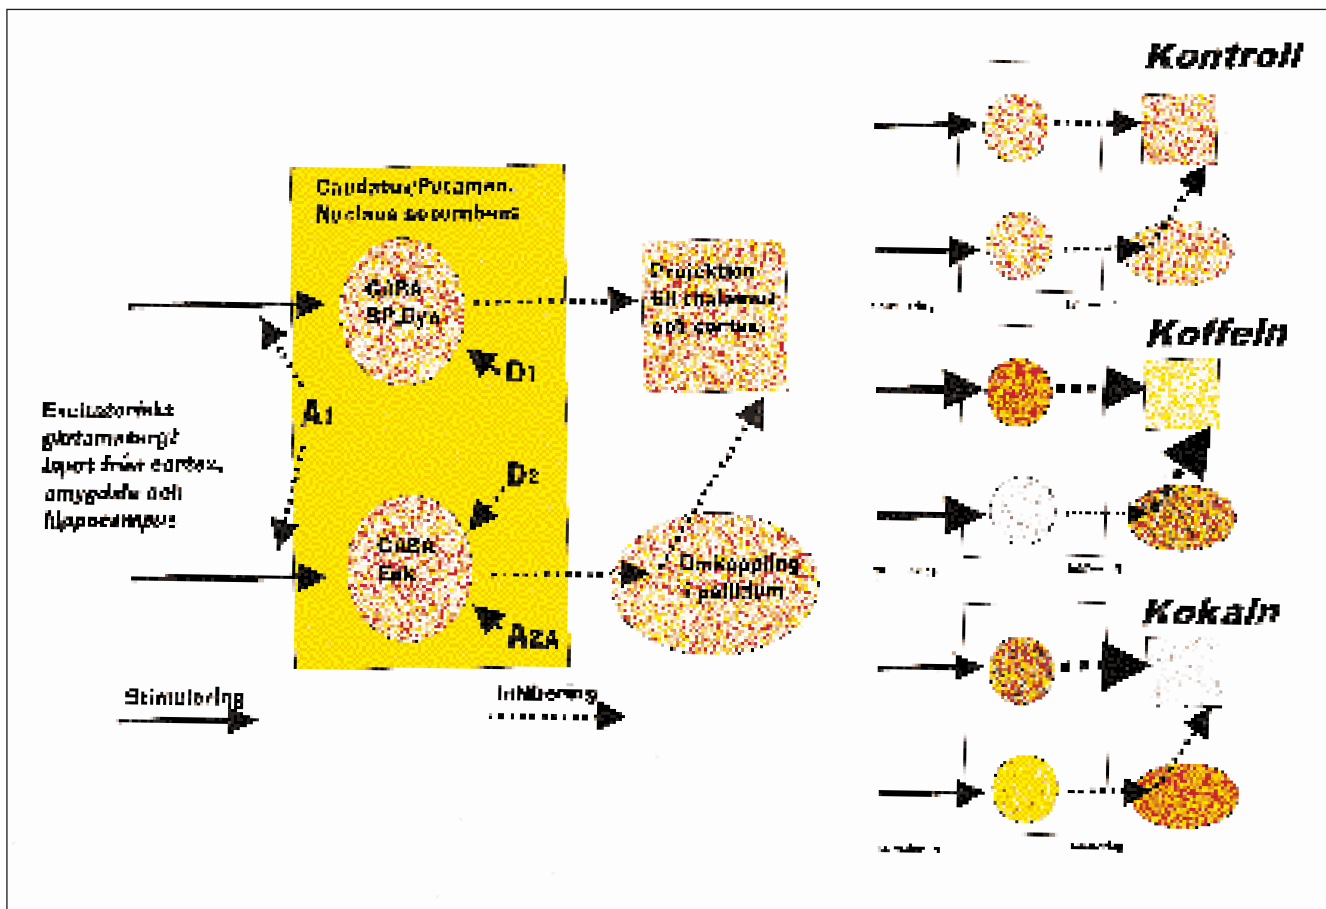 Caudatus/Putamen.
Nucleus accumbens
GABA
SP,Dyn
D1
A1
Excitatoriskt
glutamatergt
input från cortex,
amygdala och
hippocampus
D2
GABA
Enk
A2A
Projektion
till thalamus
och cortex.
Omkoppling
i pallidum
Stimulering
Inhibering
Kontroll
Koffein
Kokain